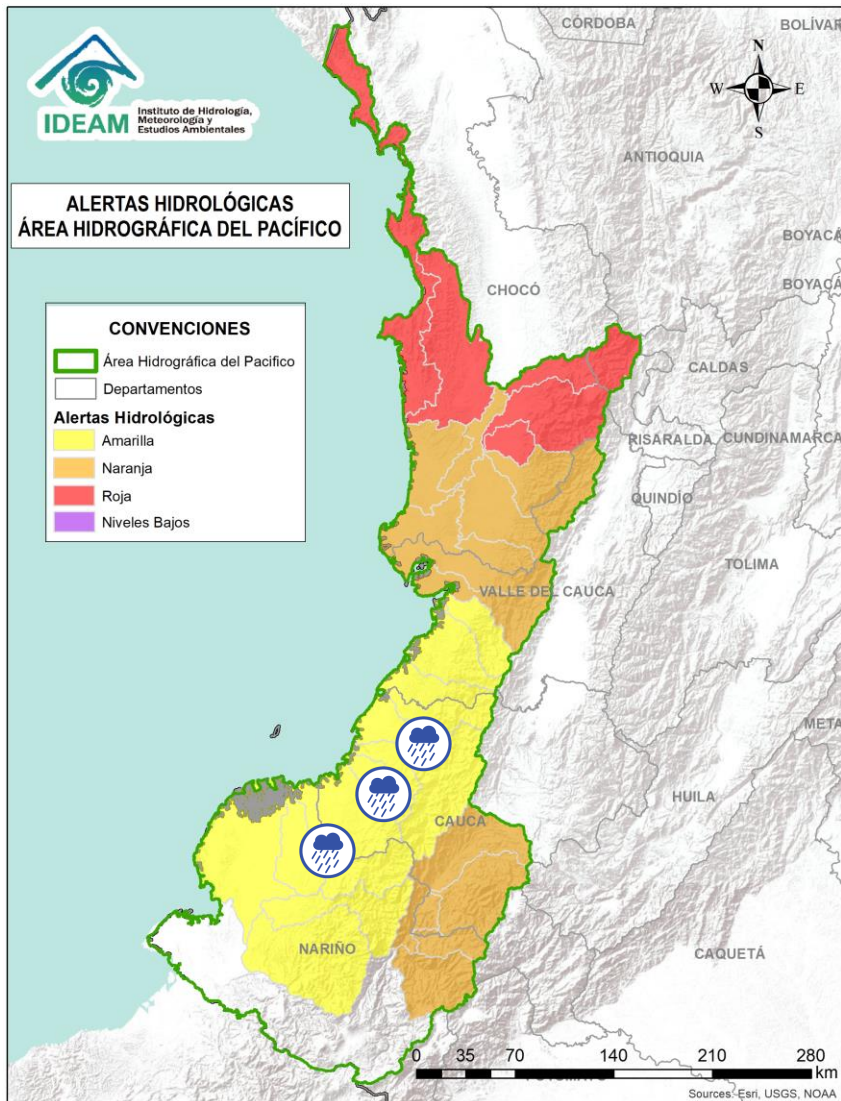 CÓRDOBA
BOLÍVAR
N
W
E
S
IDEAM
Instituto de Hidrología,
Meteorología y
Estudios Ambientales
ANTIOQUIA
ALERTAS HIDROLÓGICAS
ÁREA HIDROGRÁFICA DEL PACÍFICO
BOYACÁ
BOYACÁ
CHOCÓ
CONVENCIONES
Área Hidrográfica del Pacifico
Departamentos
Alertas Hidrológicas
Amarilla
Naranja
Roja
Niveles Bajos
CALDAS
RISARALDA
CUNDINAMARCA
QUINDÍO
TOLIMA
VALLE DEL CAUCA
META
HUILA
CAUCA
NARIÑO
CAQUETÁ
0 35 70 140 210 280
km
Sources: Esri, USGS, NOAA